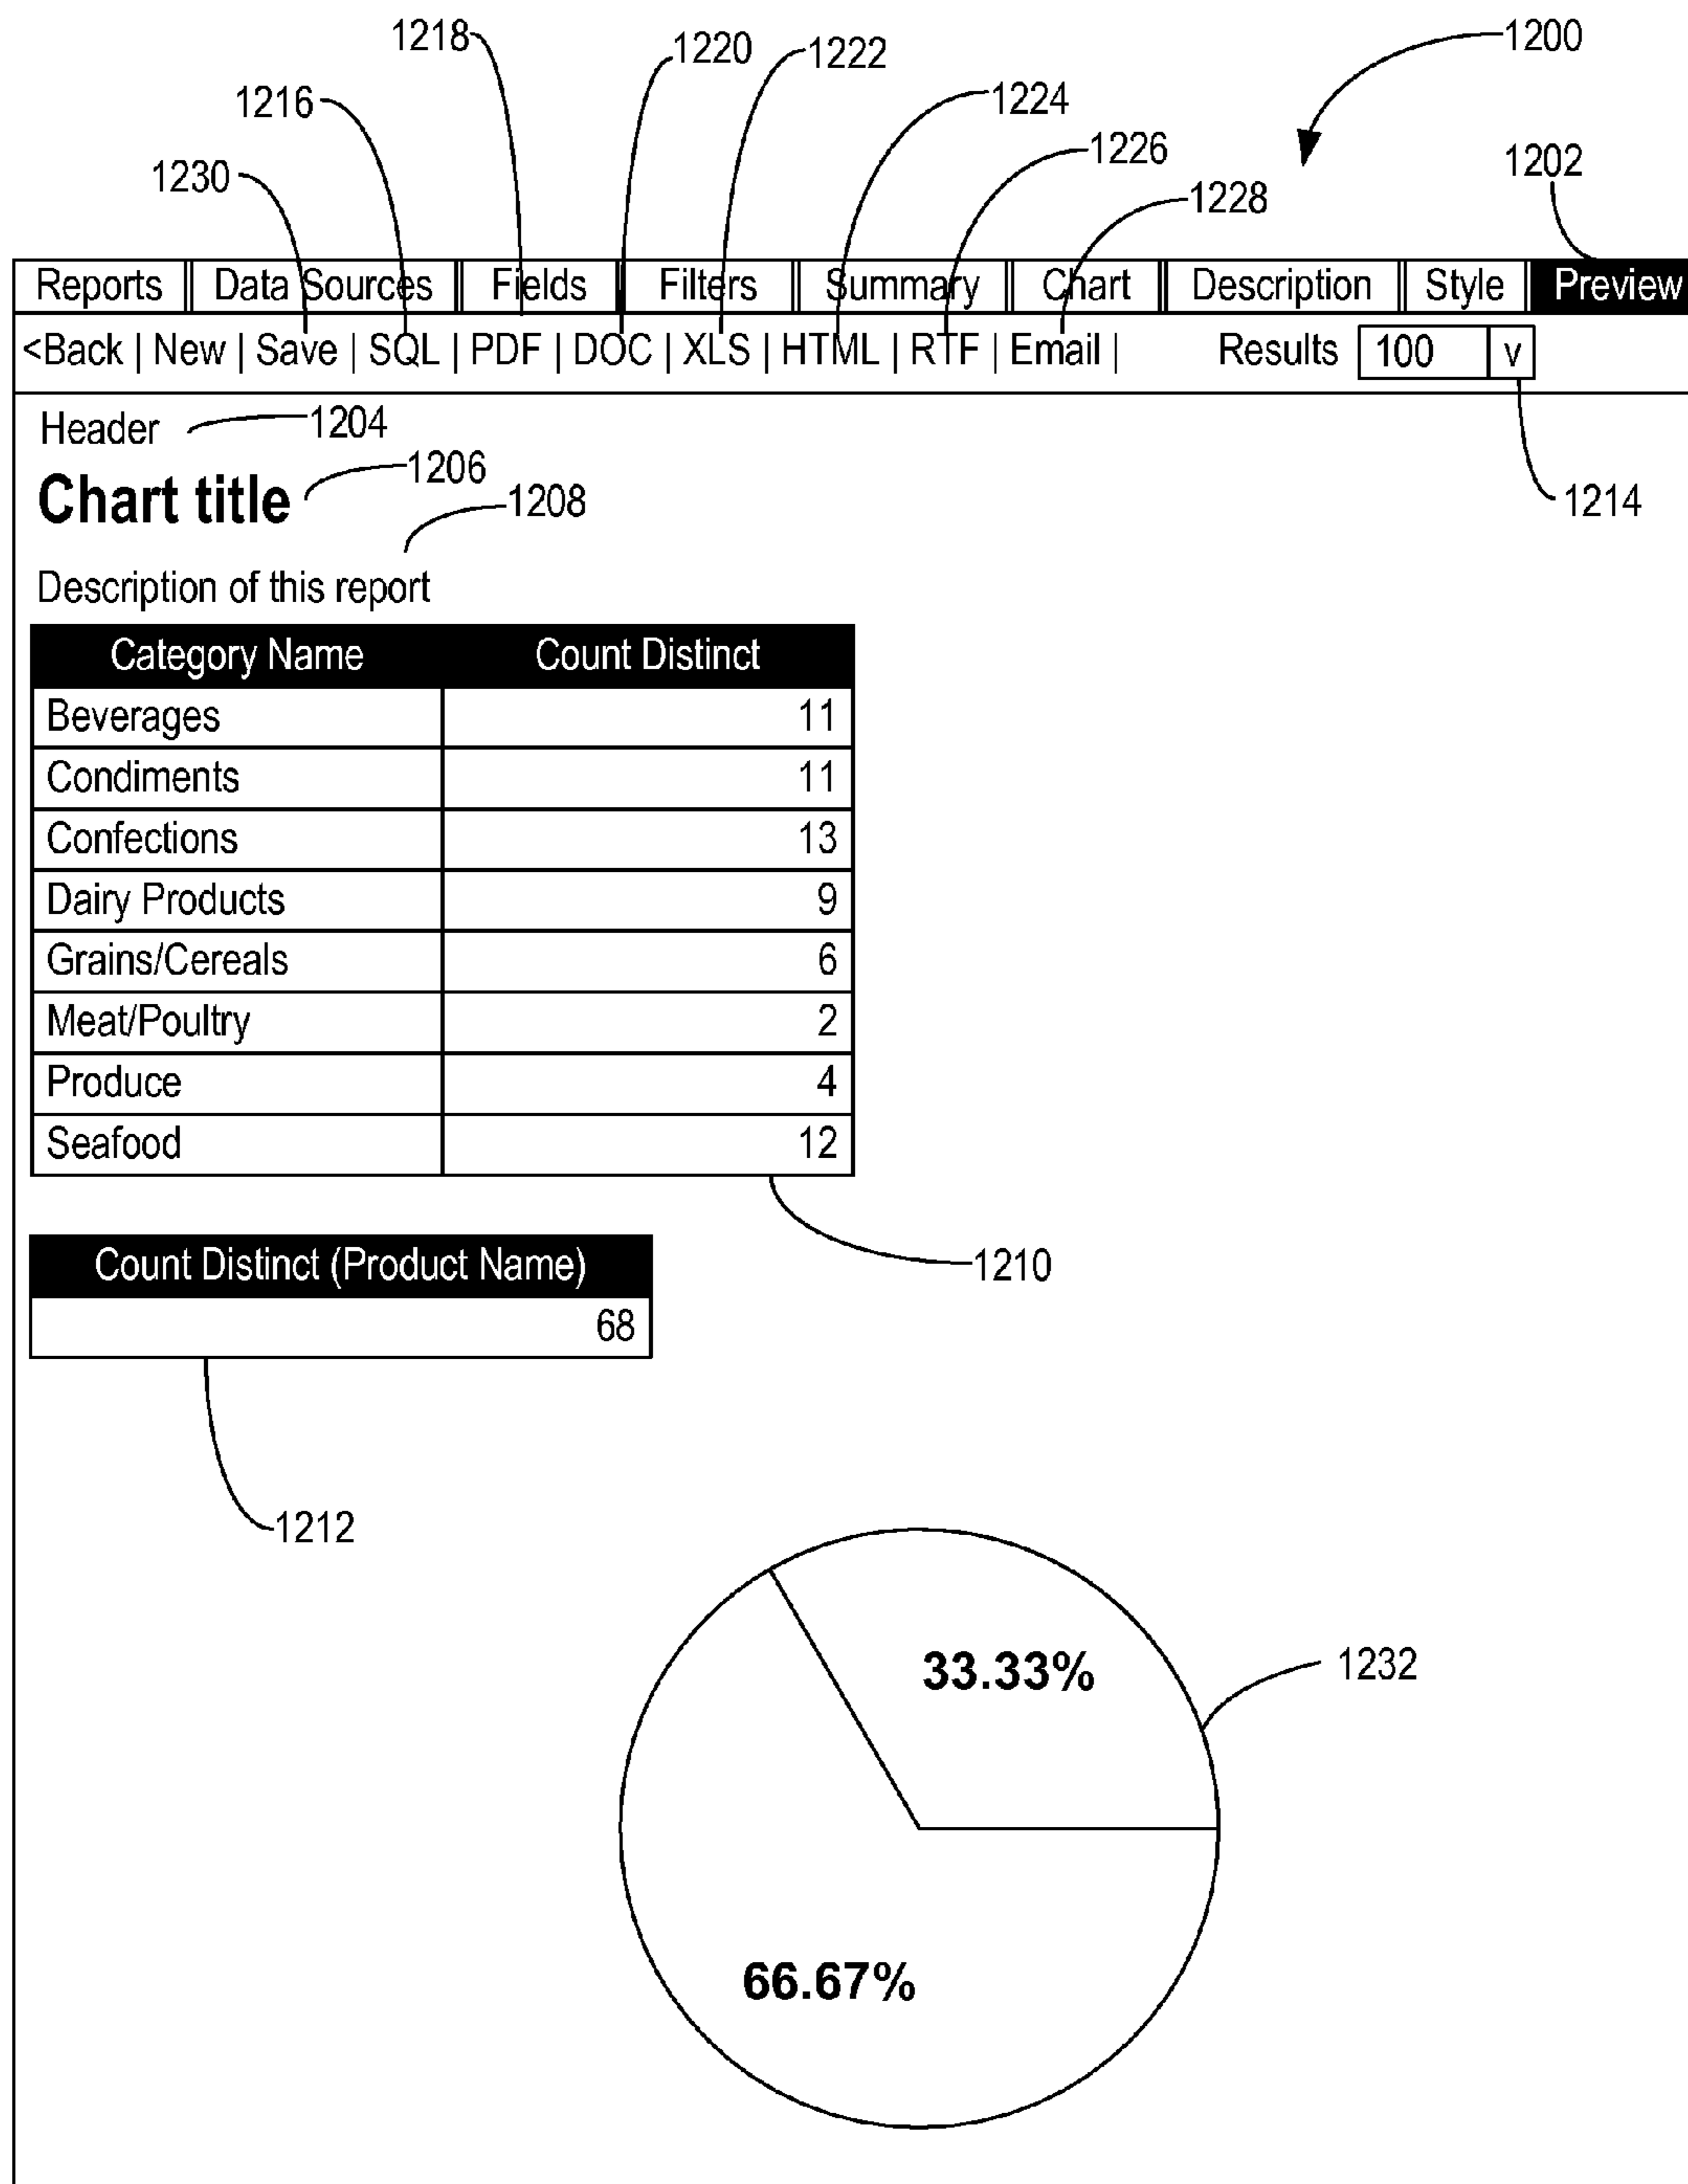 1218
1220
1222
1200
1216
1224
1226
1202
1230
1228
Reports Data Sources Fields Filters Summary Chart Description Style Preview
<Back | New | Save | SQL | PDF | DOC | XLS | HTML | RTF | Email | Results 100 v
Header 1204
1206
Chart title 1208 1214
Description of this report
Category Name Count Distinct
Beverages 11
Condiments 11
Confections 13
Dairy Products 9
Grains/Cereals 6
Meat/Poultry 2
Produce 4
Seafood 12
1210
Count Distinct (Product Name)
68
1212
33.33% 1232
66.67%